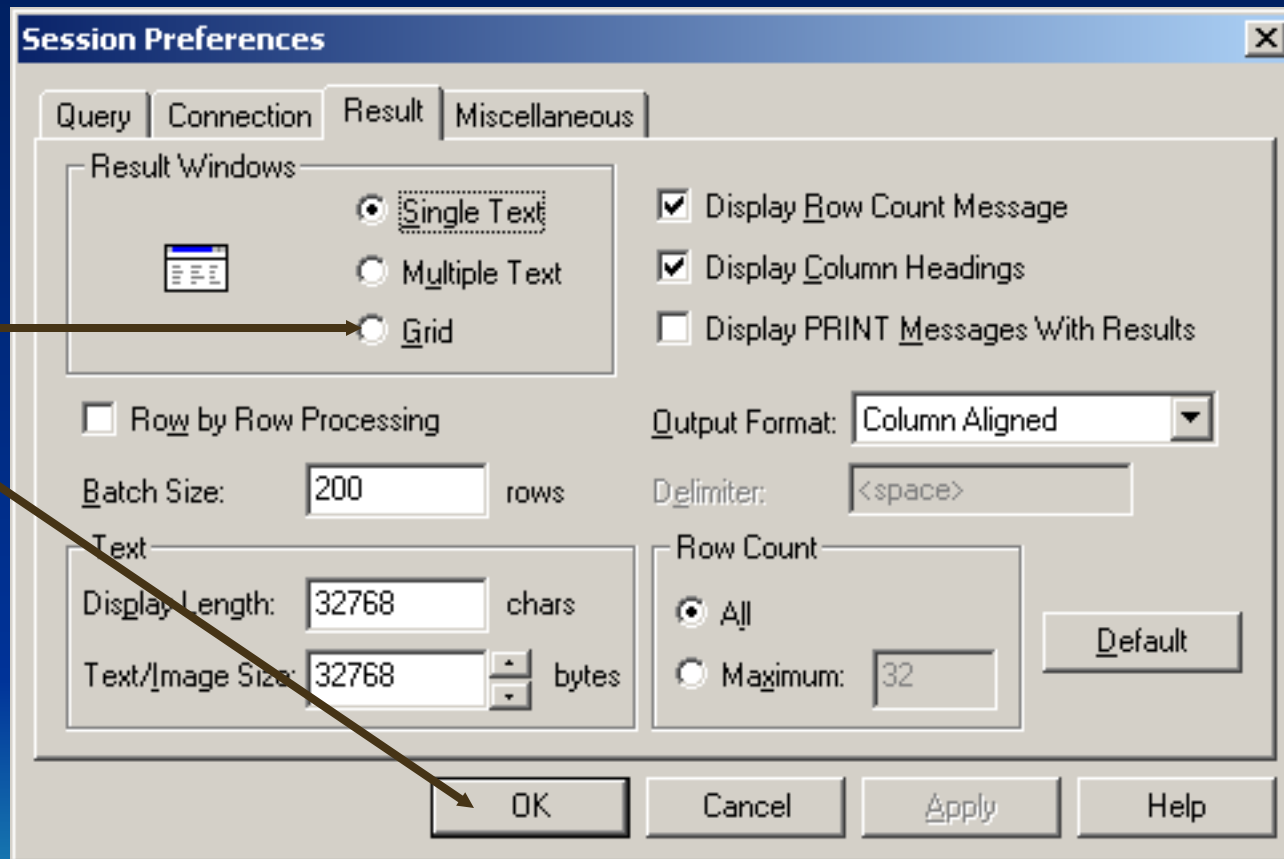 Session Preferences
Query Connection Result Miscellaneous
Result Windows
Single Text
Multiple Text
Grid
Display Row Count Message
Display Column Headings
Display PRINT Messages With Results
Row by Row Processing
Output Format: Column Aligned
Batch Size: 200 rows
Delimiter: <space>
Text
Display Length: 32768 chars
Text/Image Size: 32768 bytes
Row Count
All
Maximum: 32
Default
OK Cancel Apply Help